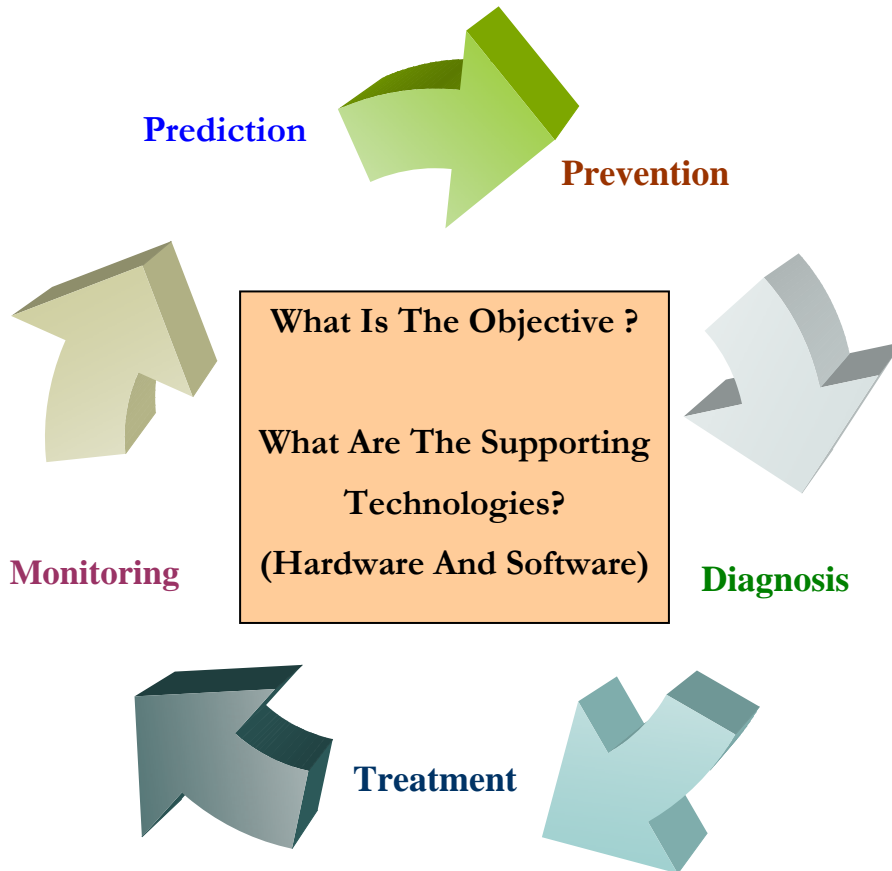 Prediction
Prevention
What Is The Objective ?
What Are The Supporting
Technologies?
(Hardware And Software)
Monitoring
Diagnosis
Treatment